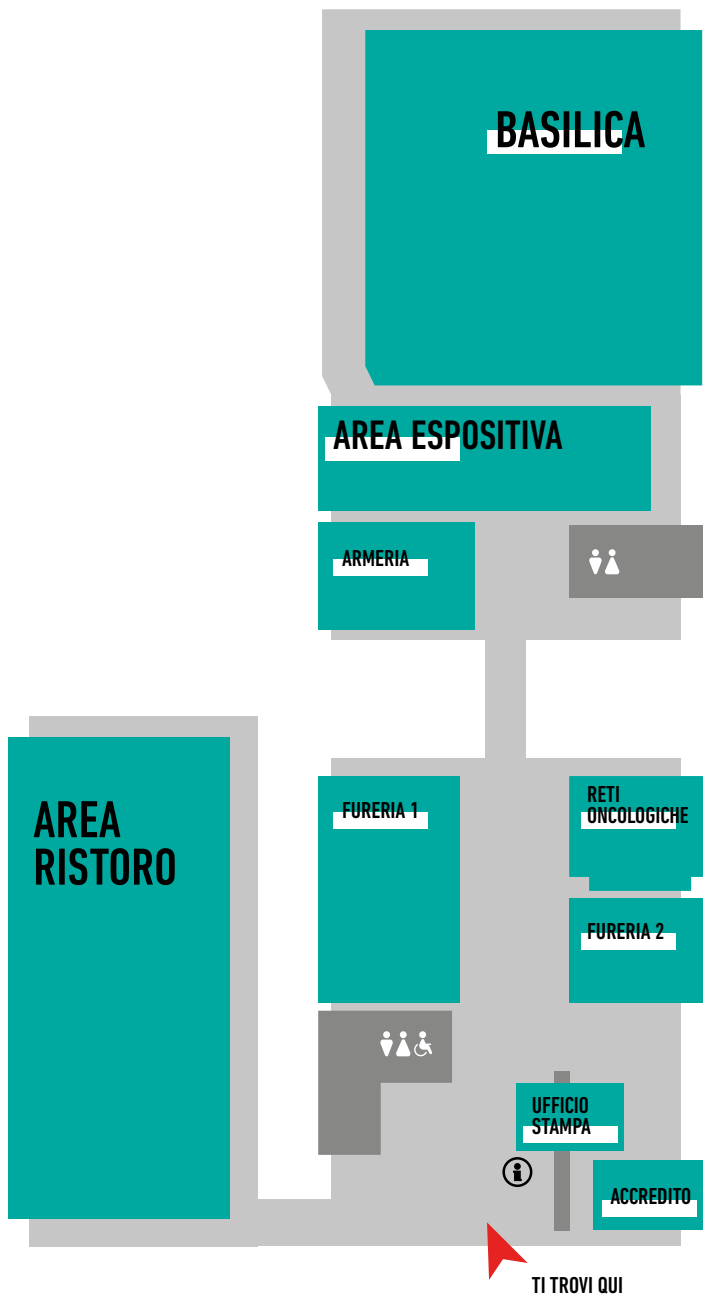 BASILICA
AREA ESPOSITIVA
ARMERIA
AREA
RISTORO
FURERIA 1
RETI
ONCOLOGICHE
FURERIA 2
UFFICIO
STAMPA
ACCREDITO
TI TROVI QUI